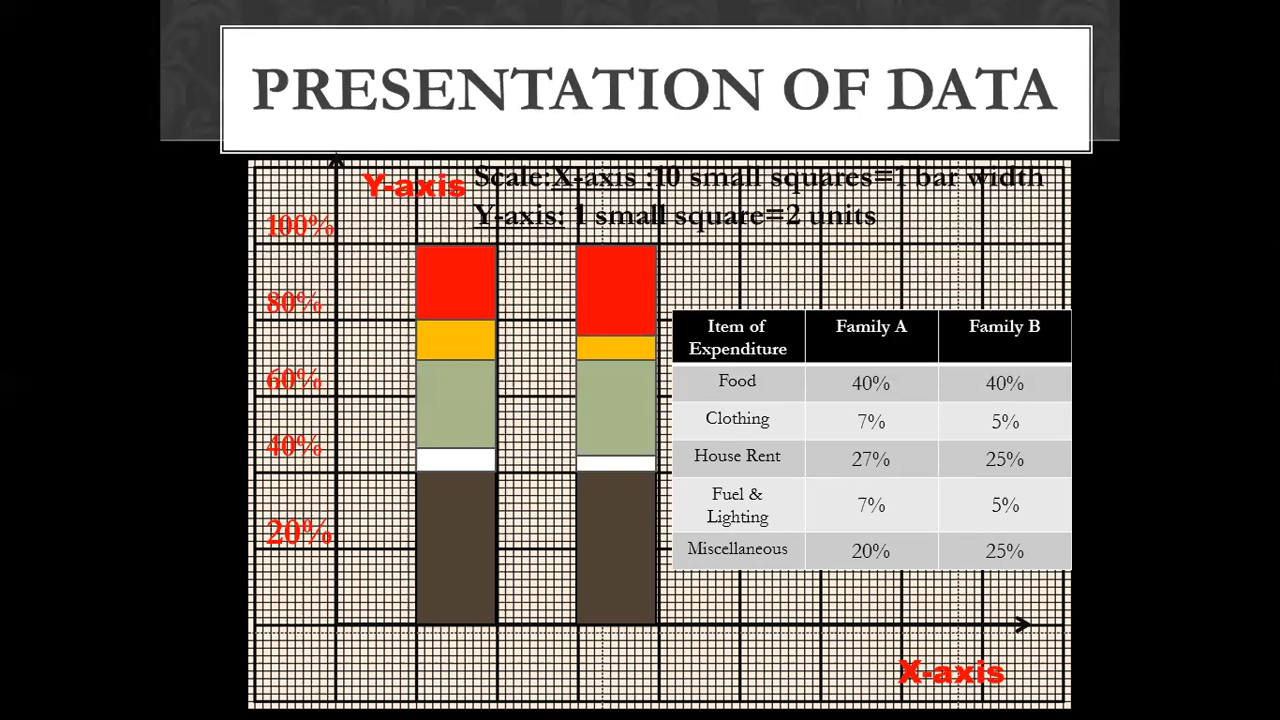 PRESENTATION OF DATA
Y-axis
Scale:X-axis :10 small squares=1 bar width
Y-axis: 1 small square=2 units
100%
80%
60%
40%
20%
Item of Expenditure Family A Family B
Food 40% 40%
Clothing 7% 5%
House Rent 27% 25%
Fuel & Lighting 7% 5%
Miscellaneous 20% 25%
X-axis